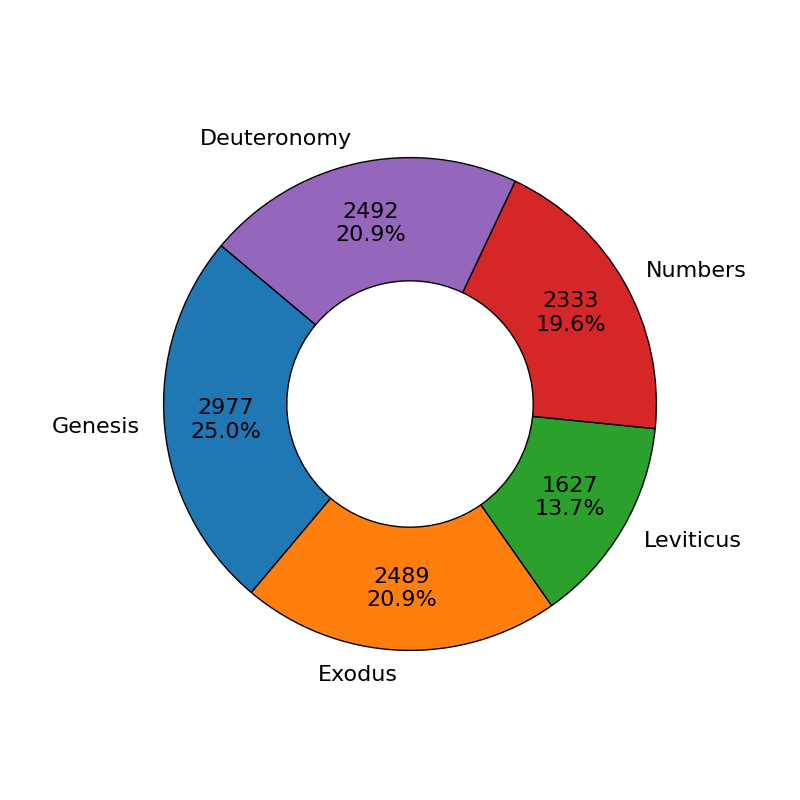 Deuteronomy
2492
20.9%
Numbers
2333
19.6%
Genesis
2977
25.0%
Leviticus
1627
13.7%
Exodus
2489
20.9%